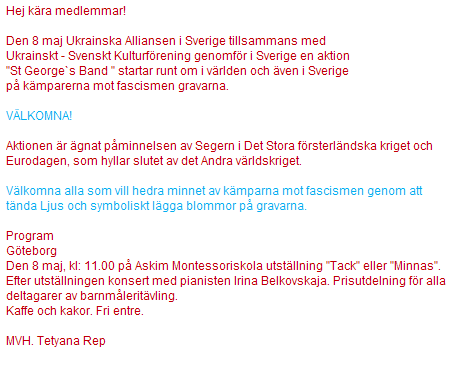 Hej kära medlemmar!
Den 8 maj Ukrainska Alliansen i Sverige tillsammans med
Ukrainskt - Svenskt Kulturförening genomför i Sverige en aktion
"St George`s Band " startar runt om i världen och även i Sverige
på kämparerna mot fascismen gravarna.
VÄLKOMNA!
Aktionen är ägnat påminnelsen av Segern i Det Stora försterländska kriget och
Eurodagen, som hyllar slutet av det Andra världskriget.
Välkomna alla som vill hedra minnet av kämparna mot fascismen genom att
tända Ljus och symboliskt lägga blommor på gravarna.
Program
Göteborg
Den 8 maj, kl: 11.00 på Askim Montessoriskola utställning "Tack" eller "Minnas".
Efter utställningen konsert med pianisten Irina Belkovskaja. Prisutdelning för alla
deltagarer av barnmåleritävling.
Kaffe och kakor. Fri entre.
MVH. Tetyana Rep